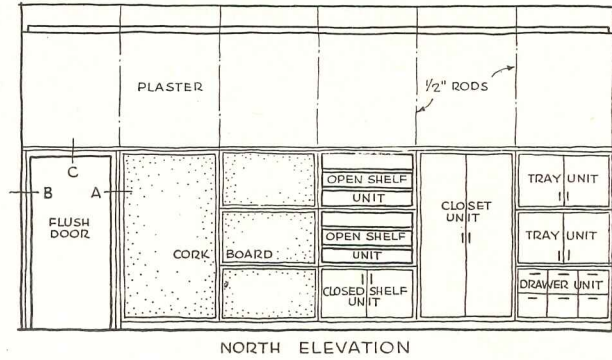 PLASTER
1/2" RODS
C
B A
FLUSH
DOOR
CORK BOARD
OPEN SHELF
UNIT
OPEN SHELF
UNIT
CLOSED SHELF
UNIT
CLOSET
UNIT
TRAY UNIT
TRAY UNIT
DRAWER UNIT
NORTH ELEVATION